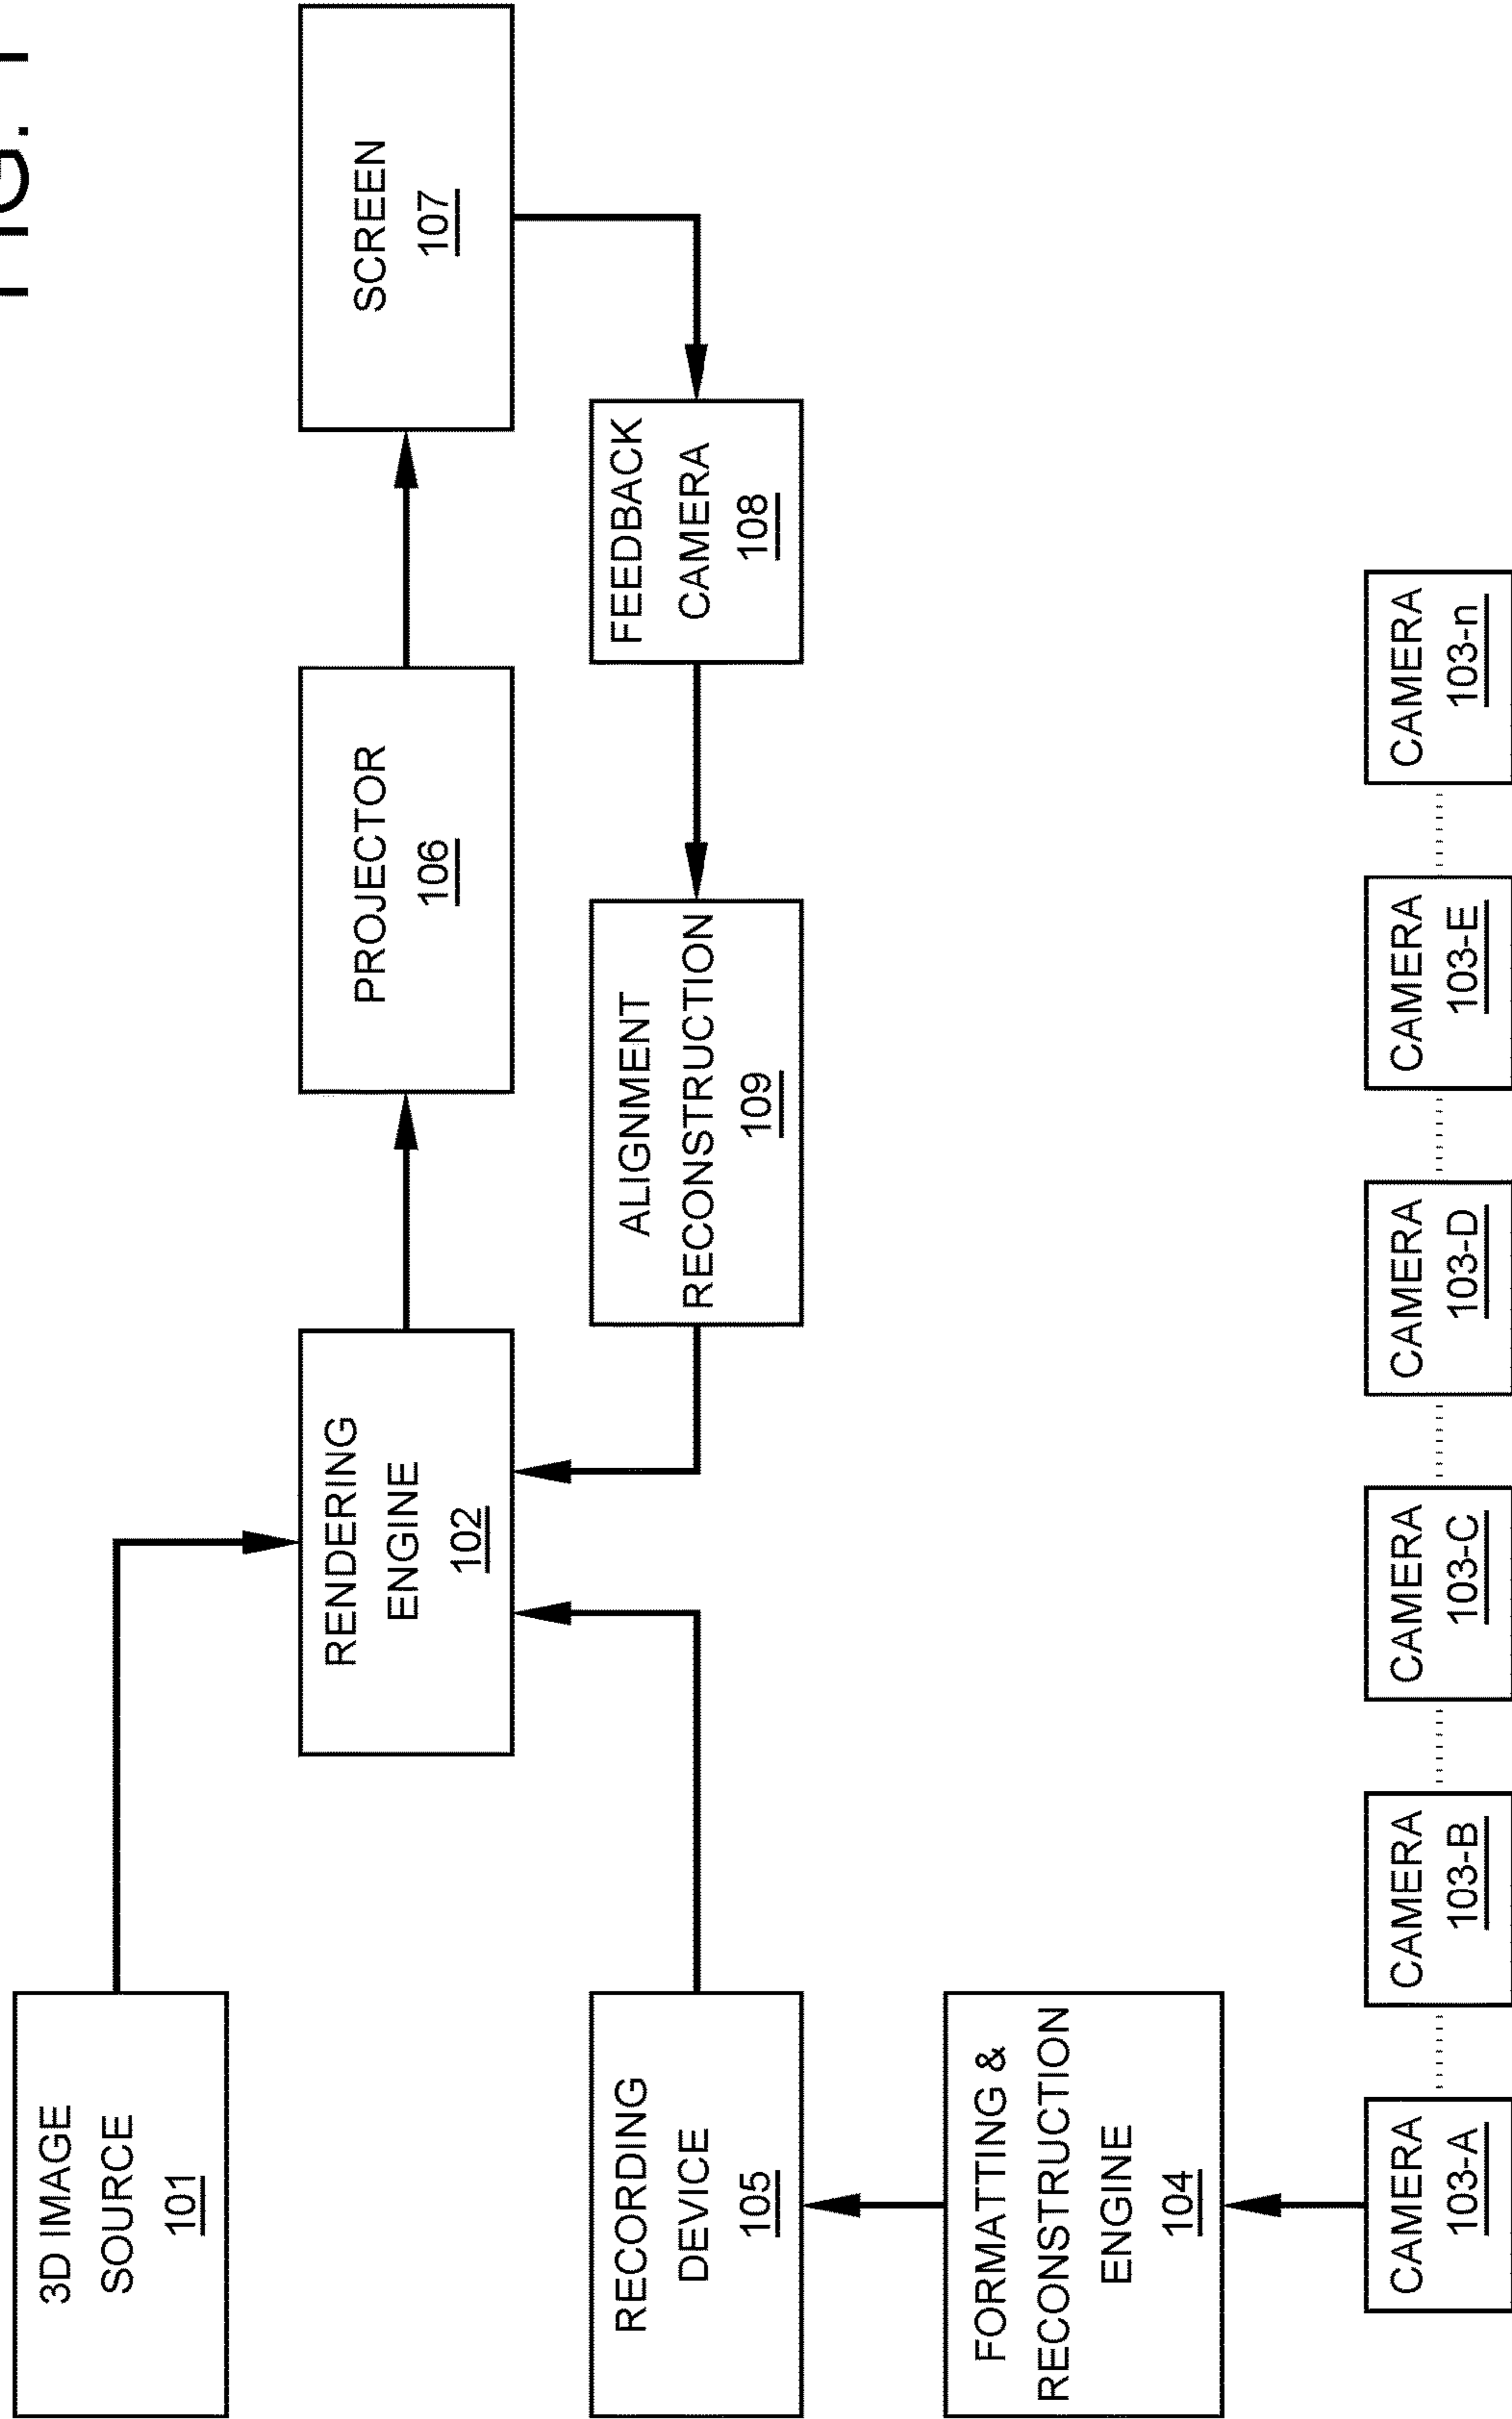 FIG. 1
3D IMAGE
SOURCE
101
RENDERING
ENGINE
102
PROJECTOR
106
SCREEN
107
RECORDING
DEVICE
105
ALIGNMENT
RECONSTRUCTION
109
FEEDBACK
CAMERA
108
FORMATTING &
RECONSTRUCTION
ENGINE
104
CAMERA
103-A
CAMERA
103-B
CAMERA
103-C
CAMERA
103-D
CAMERA
103-E
CAMERA
103-n